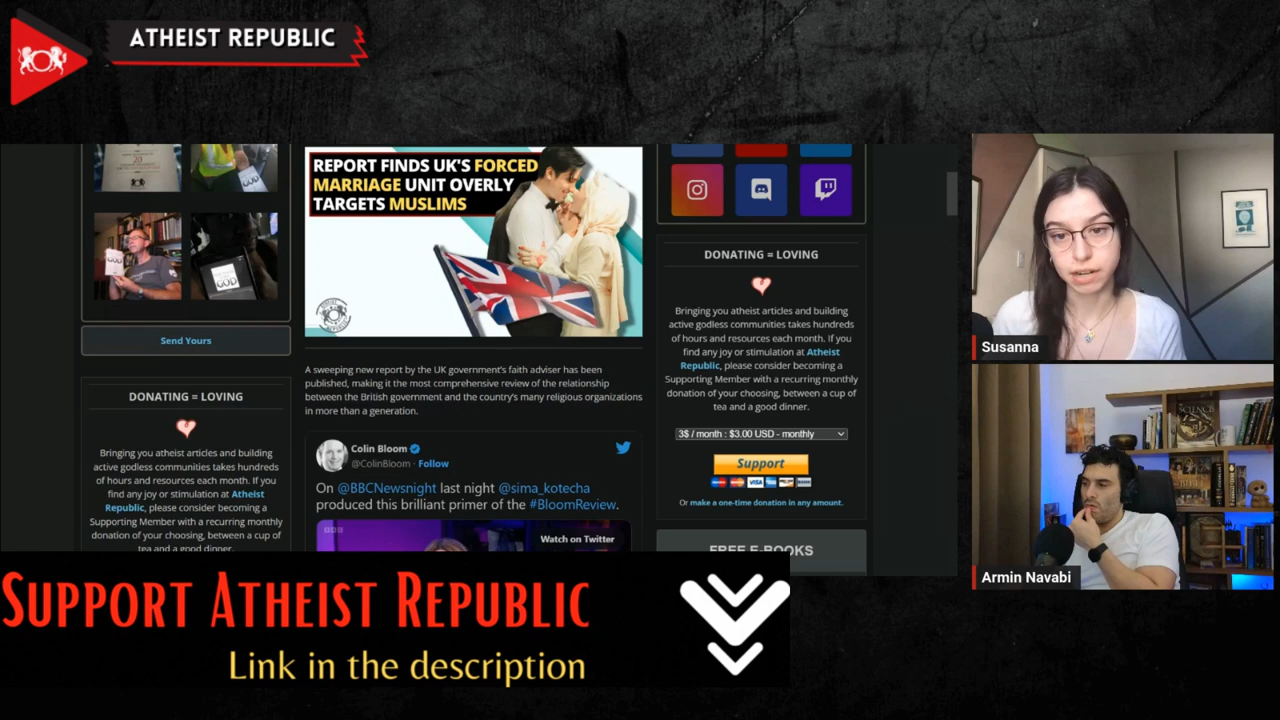 ATHEIST REPUBLIC
REPORT FINDS UK'S FORCED
MARRIAGE UNIT OVERLY
TARGETS MUSLIMS
GOD
GOD
Send Yours
DONATING = LOVING
Bringing you atheist articles and building
active godless communities takes hundreds
of hours and resources each month. If you
find any joy or stimulation at Atheist
Republic, please consider becoming a
Supporting Member with a recurring monthly
donation of your choosing, between a cup of
tea and a good dinner.
A sweeping new report by the UK government's faith adviser has been
published, making it the most comprehensive review of the relationship
between the British government and the country's many religious organizations
in more than a generation.
Colin Bloom
@ColinBloom · Follow
On @BBCNewsnight last night @sima_kotecha
produced this brilliant primer of the #BloomReview.
BBC
Watch on Twitter
DONATING = LOVING
Bringing you atheist articles and building
active godless communities takes hundreds
of hours and resources each month. If you
find any joy or stimulation at Atheist
Republic, please consider becoming a
Supporting Member with a recurring monthly
donation of your choosing, between a cup of
tea and a good dinner.
3$ / month : $3.00 USD - monthly
Support
VISA
Or make a one-time donation in any amount.
FREE E-BOOKS
Susanna
SCIENCE
Armin Navabi
SUPPORT ATHEIST REPUBLIC
Link in the description